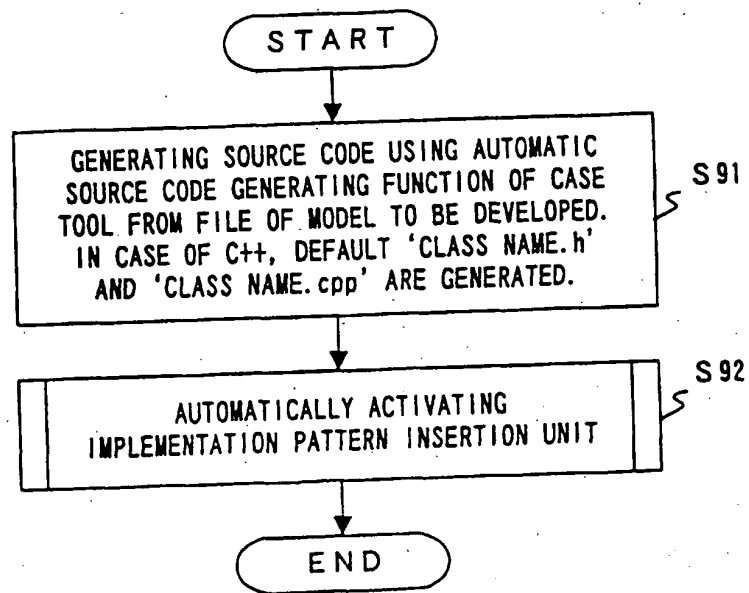 START
GENERATING SOURCE CODE USING AUTOMATIC
SOURCE CODE GENERATING FUNCTION OF CASE
TOOL FROM FILE OF MODEL TO BE DEVELOPED.
IN CASE OF C++, DEFAULT ‘CLASS NAME.h’
AND ‘CLASS NAME.cpp’ ARE GENERATED.
S91
AUTOMATICALLY ACTIVATING
IMPLEMENTATION PATTERN INSERTION UNIT
S92
END